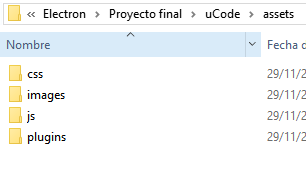 « Electron › Proyecto final › uCode › assets
Nombre Fecha d
css 29/11/2
images 29/11/2
js 29/11/2
plugins 29/11/2